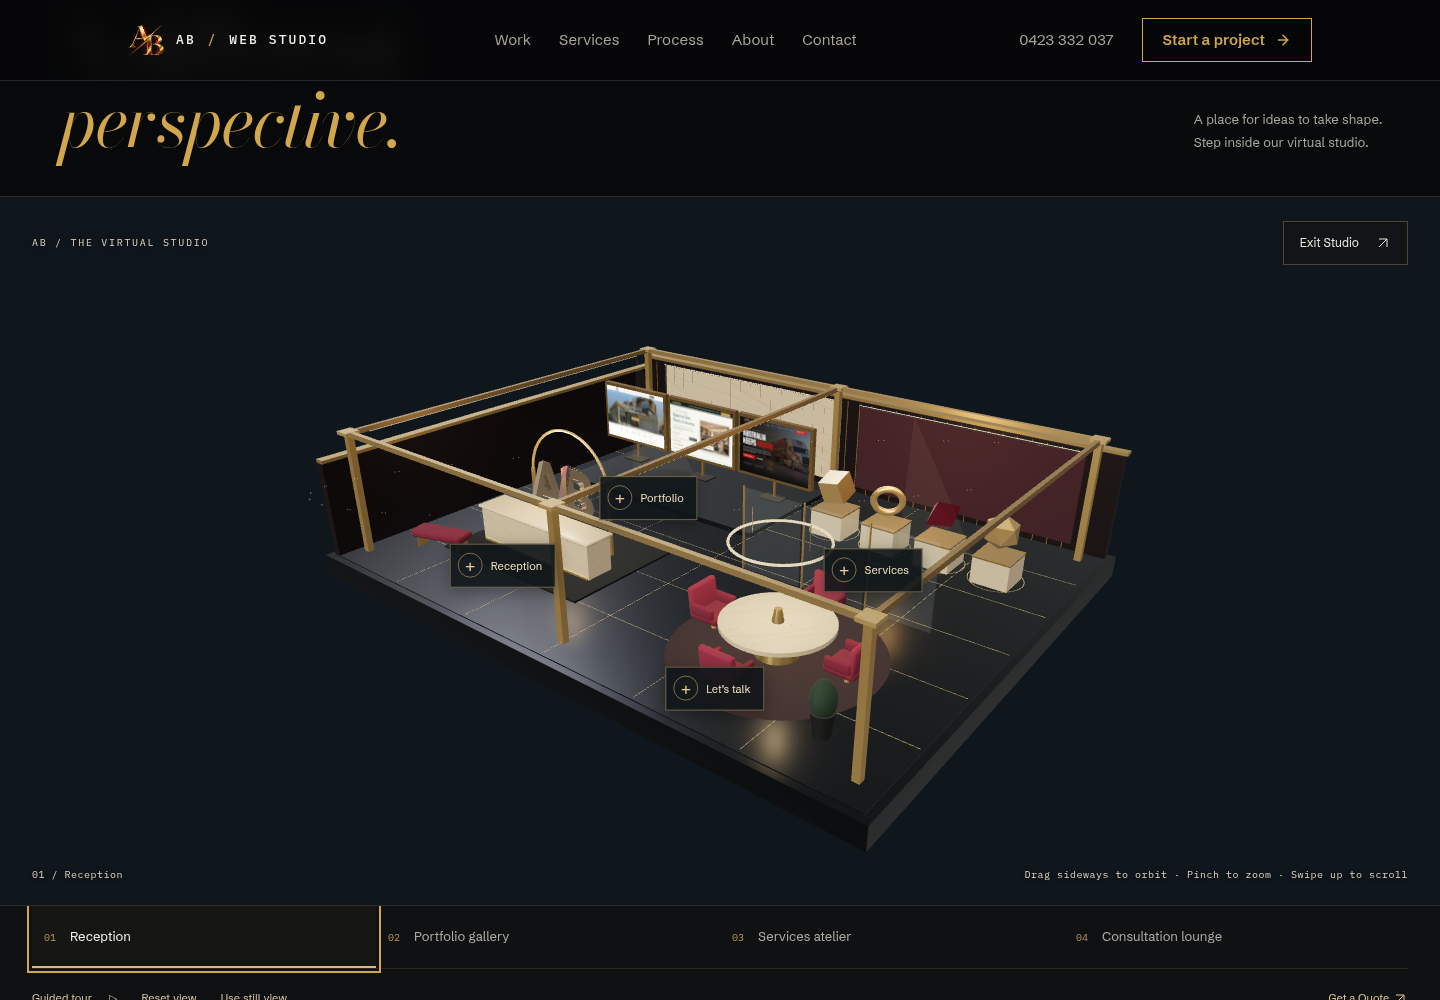 AB / WEB STUDIO
Work
Services
Process
About
Contact
0423 332 037
Start a project
perspective.
A place for ideas to take shape.
Step inside our virtual studio.
AB / THE VIRTUAL STUDIO
Exit Studio
Portfolio
Reception
Services
Let's talk
01 / Reception
Drag sideways to orbit · Pinch to zoom · Swipe up to scroll
01 Reception
02 Portfolio gallery
03 Services atelier
04 Consultation lounge
Guided tour
Reset view
Use still view
Get a Quote